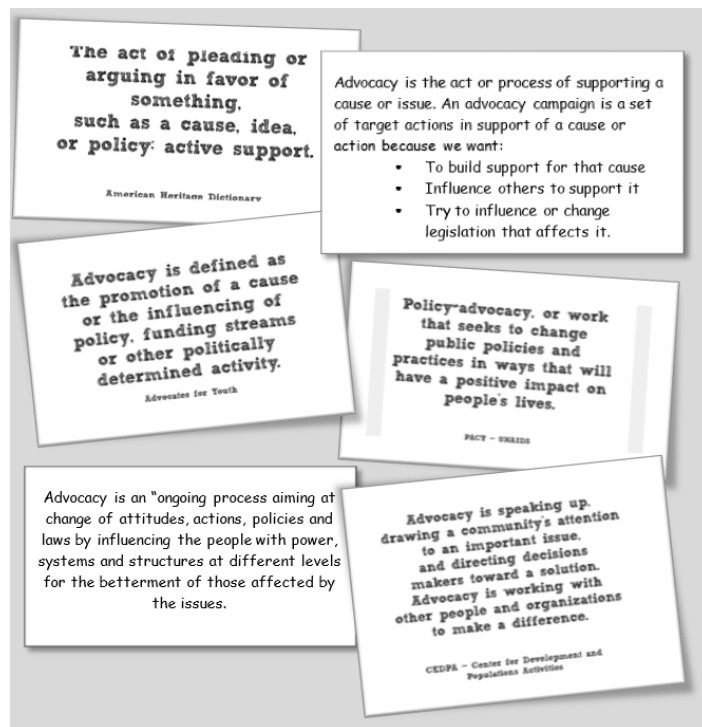 The act of pleading or
arguing in favor of
something,
such as a cause, idea,
or policy; active support.
American Heritage Dictionary
Advocacy is the act or process of supporting a
cause or issue. An advocacy campaign is a set
of target actions in support of a cause or
action because we want:
• To build support for that cause
• Influence others to support it
• Try to influence or change
legislation that affects it.
Advocacy is defined as
the promotion of a cause
or the influencing of
policy, funding streams
or other politically
determined activity.
Advocates for Youth
Policy-advocacy, or work
that seeks to change
public policies and
practices in ways that will
have a positive impact on
people's lives.
PACT - UNAIDS
Advocacy is an "ongoing process aiming at
change of attitudes, actions, policies and
laws by influencing the people with power,
systems and structures at different levels
for the betterment of those affected by
the issues.
Advocacy is speaking up,
drawing a community's attention
to an important issue,
and directing decisions
makers toward a solution.
Advocacy is working with
other people and organizations
to make a difference.
CEDPA - Center for Development and
Populations Activities